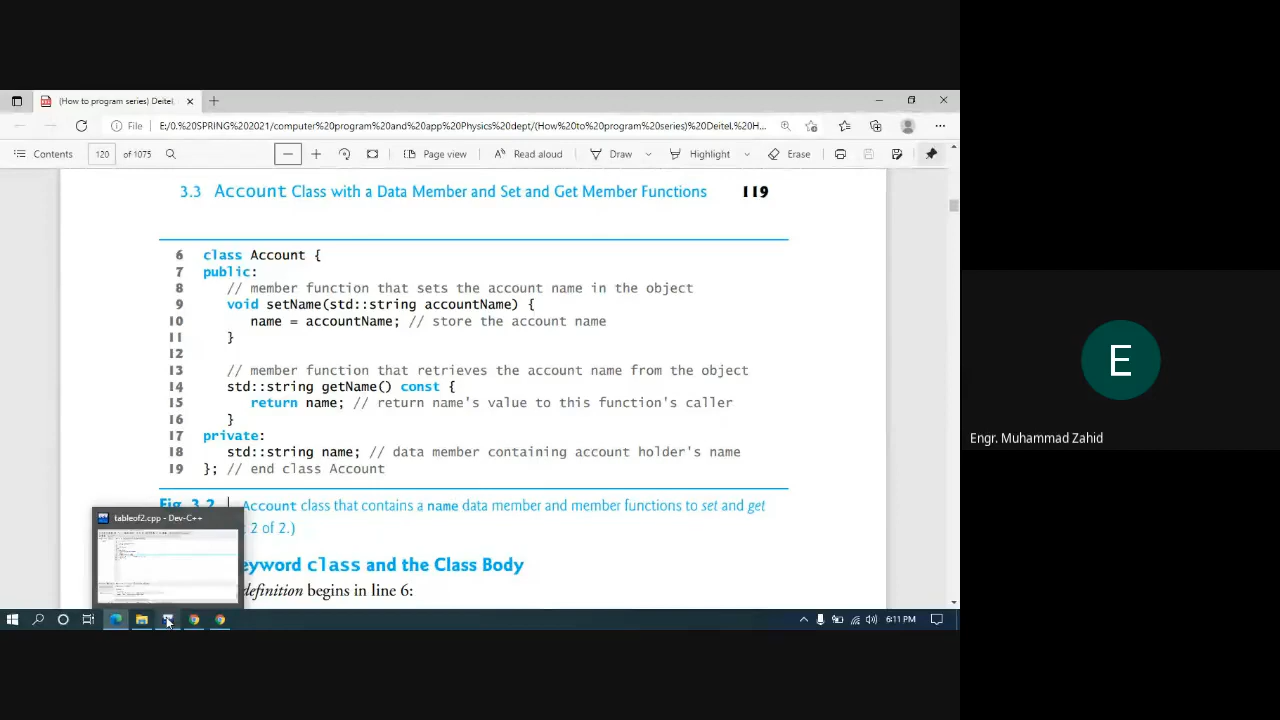 (How to program series) Deitel,
File
E:/0.%20SPRING%202021/computer%20program%20and%20app%20Physics%20dept/(How%20to%20program%20series)%20Deitel.%20H...
Contents
120 of 1075
Page view
Read aloud
Draw
Highlight
Erase
3.3 Account Class with a Data Member and Set and Get Member Functions 119
6 class Account {
7 public:
8 // member function that sets the account name in the object
9 void setName(std::string accountName) {
10 name = accountName; // store the account name
11 }
12
13 // member function that retrieves the account name from the object
14 std::string getName() const {
15 return name; // return name's value to this function's caller
16 }
17 private:
18 std::string name; // data member containing account holder's name
19 }; // end class Account
Fig. 3.2 | Account class that contains a name data member and member functions to set and get
2 of 2.)
tableof2.cpp - Dev-C++
eyword class and the Class Body
definition begins in line 6:
6:11 PM
E
Engr. Muhammad Zahid